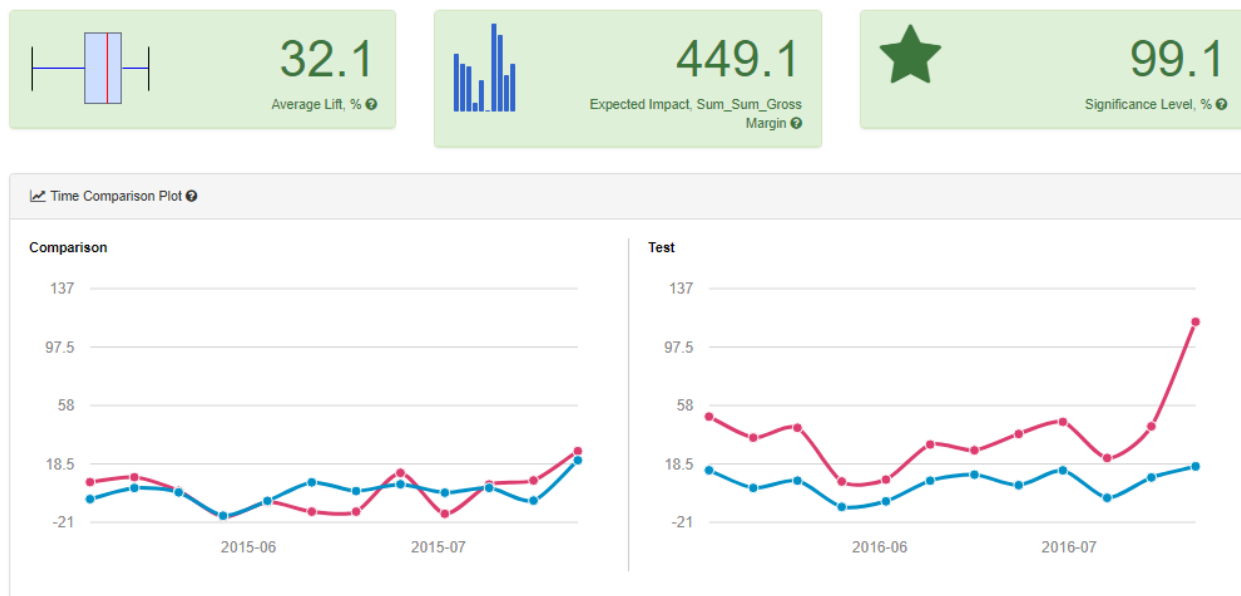 32.1
Average Lift, %
449.1
Expected Impact, Sum_Sum_Gross
Margin
99.1
Significance Level, %
Time Comparison Plot
Comparison
137
97.5
58
18.5
-21
2015-06
2015-07
Test
137
97.5
58
18.5
-21
2016-06
2016-07